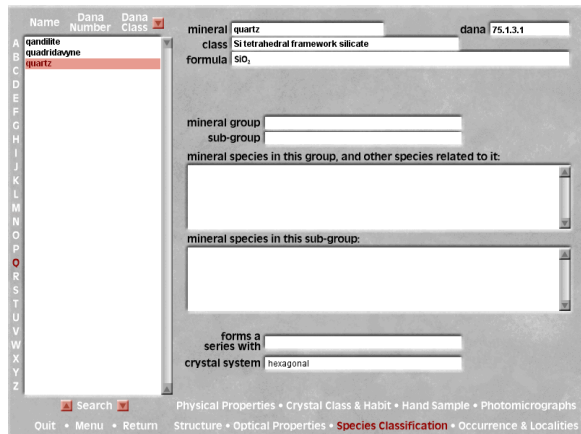 Name Dana Number Dana Class
A
B
C
D
E
F
G
H
I
J
K
L
M
N
O
P
Q
R
S
T
U
V
W
X
Y
Z
qandilite
quadridavyne
quartz
Search
Quit • Menu • Return
mineral quartz dana 75.1.3.1
class Si tetrahedral framework silicate
formula SiO₂
mineral group
sub-group
mineral species in this group, and other species related to it:
mineral species in this sub-group:
forms a
series with
crystal system hexagonal
Physical Properties • Crystal Class & Habit • Hand Sample • Photomicrographs
Structure • Optical Properties • Species Classification • Occurrence & Localities